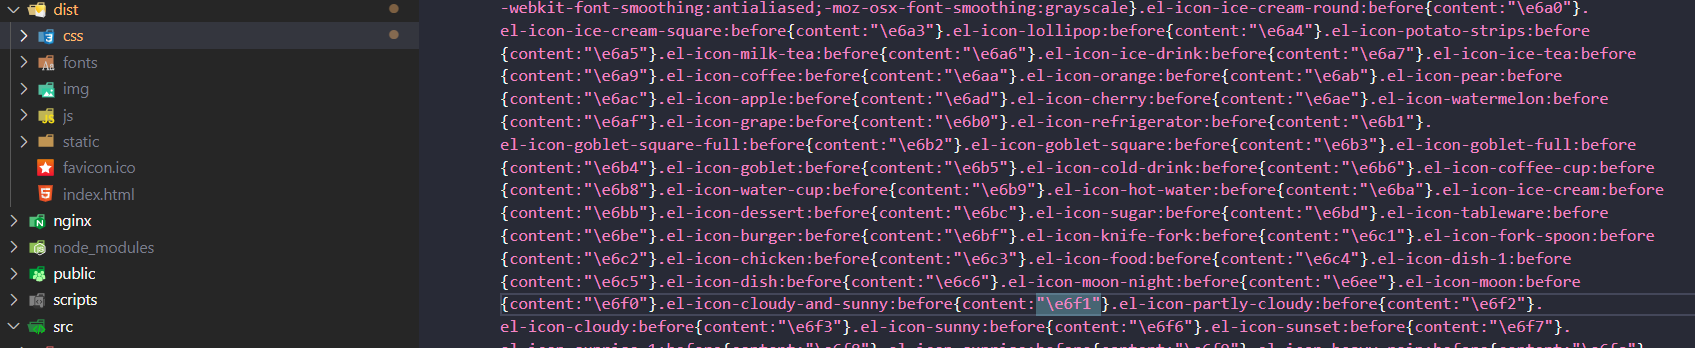 dist
css
fonts
img
js
static
favicon.ico
index.html
nginx
node_modules
public
scripts
src
-webkit-font-smoothing:antialiased;-moz-osx-font-smoothing:grayscale}.el-icon-ice-cream-round:before{content:"\e6a0"}.
el-icon-ice-cream-square:before{content:"\e6a3"}.el-icon-lollipop:before{content:"\e6a4"}.el-icon-potato-strips:before
{content:"\e6a5"}.el-icon-milk-tea:before{content:"\e6a6"}.el-icon-ice-drink:before{content:"\e6a7"}.el-icon-ice-tea:before
{content:"\e6a9"}.el-icon-coffee:before{content:"\e6aa"}.el-icon-orange:before{content:"\e6ab"}.el-icon-pear:before
{content:"\e6ac"}.el-icon-apple:before{content:"\e6ad"}.el-icon-cherry:before{content:"\e6ae"}.el-icon-watermelon:before
{content:"\e6af"}.el-icon-grape:before{content:"\e6b0"}.el-icon-refrigerator:before{content:"\e6b1"}.
el-icon-goblet-square-full:before{content:"\e6b2"}.el-icon-goblet-square:before{content:"\e6b3"}.el-icon-goblet-full:before
{content:"\e6b4"}.el-icon-goblet:before{content:"\e6b5"}.el-icon-cold-drink:before{content:"\e6b6"}.el-icon-coffee-cup:before
{content:"\e6b8"}.el-icon-water-cup:before{content:"\e6b9"}.el-icon-hot-water:before{content:"\e6ba"}.el-icon-ice-cream:before
{content:"\e6bb"}.el-icon-dessert:before{content:"\e6bc"}.el-icon-sugar:before{content:"\e6bd"}.el-icon-tableware:before
{content:"\e6be"}.el-icon-burger:before{content:"\e6bf"}.el-icon-knife-fork:before{content:"\e6c1"}.el-icon-fork-spoon:before
{content:"\e6c2"}.el-icon-chicken:before{content:"\e6c3"}.el-icon-food:before{content:"\e6c4"}.el-icon-dish-1:before
{content:"\e6c5"}.el-icon-dish:before{content:"\e6c6"}.el-icon-moon-night:before{content:"\e6ee"}.el-icon-moon:before
{content:"\e6f0"}.el-icon-cloudy-and-sunny:before{content:"\e6f1"}.el-icon-partly-cloudy:before{content:"\e6f2"}.
el-icon-cloudy:before{content:"\e6f3"}.el-icon-sunny:before{content:"\e6f6"}.el-icon-sunset:before{content:"\e6f7"}.